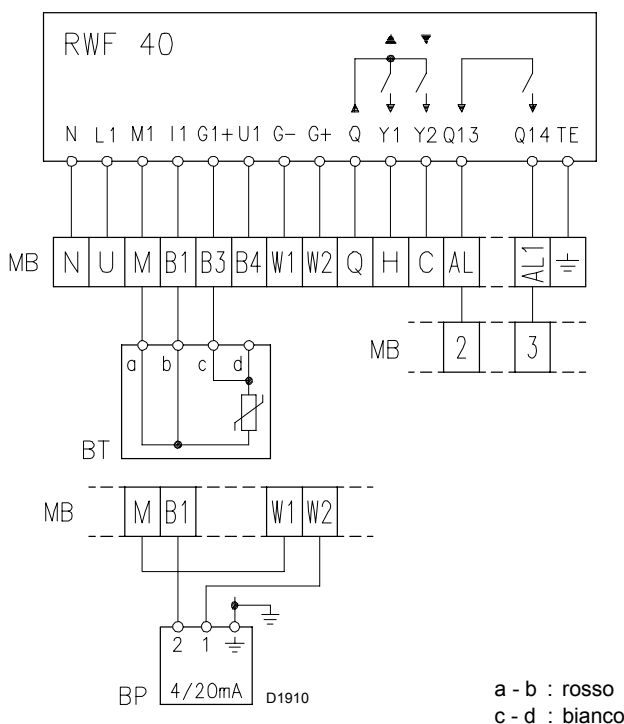 RWF 40
N L1 M1 I1 G1+ U1 G- G+ Q Y1 Y2 Q13 Q14 TE
MB N U M B1 B3 B4 W1 W2 Q H C AL AL1
MB 2 3
a b c d
BT
MB M B1 W1 W2
2 1
BP 4/20mA D1910
a - b : rosso
c - d : bianco